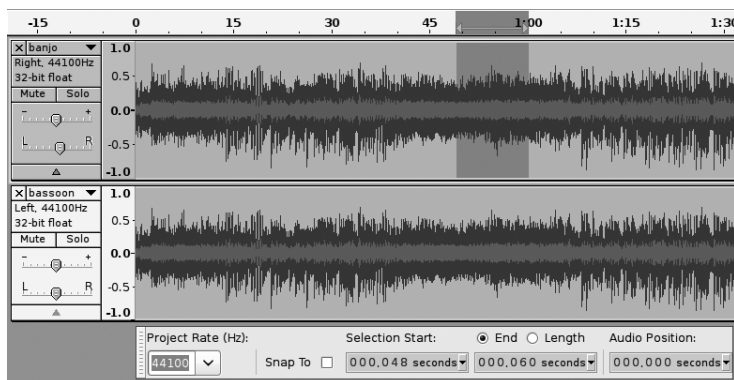 -15 0 15 30 45 1:00 1:15 1:30
X banjo
Right, 44100Hz
32-bit float
Mute Solo
- +
L R
1.0
0.5
0.0
-0.5
-1.0
X bassoon
Left, 44100Hz
32-bit float
Mute Solo
- +
L R
1.0
0.5
0.0
-0.5
-1.0
Project Rate (Hz): Selection Start: End Length Audio Position:
44100 Snap To 000,048 seconds 000,060 seconds 000,000 seconds